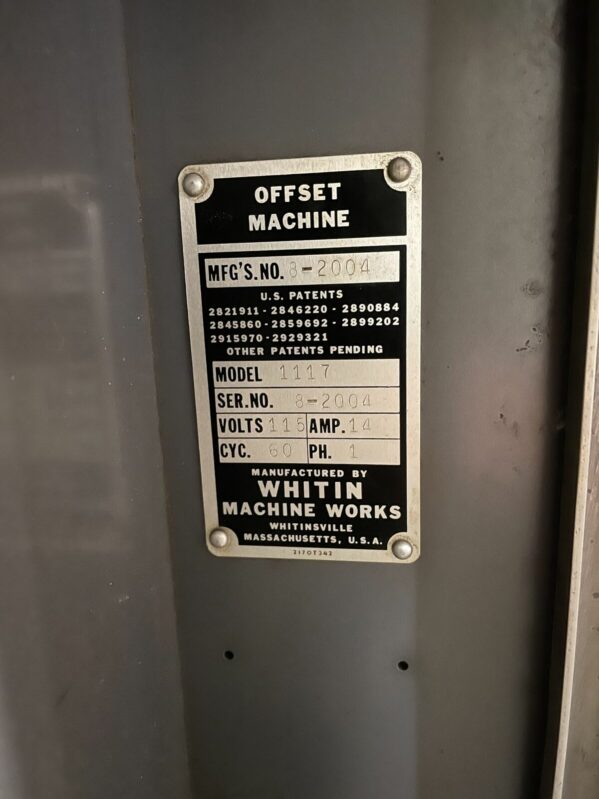 OFFSET
MACHINE
MFG'S. NO. 8-2004
U.S. PATENTS
2821911 - 2846220 - 2890884
2845860 - 2859692 - 2899202
2915970 - 2929321
OTHER PATENTS PENDING
MODEL 1117
SER. NO. 8-2004
VOLTS 115 AMP. 14
CYC. 60 PH. 1
MANUFACTURED BY
WHITIN
MACHINE WORKS
WHITINSVILLE
MASSACHUSETTS, U.S.A.
2170T342